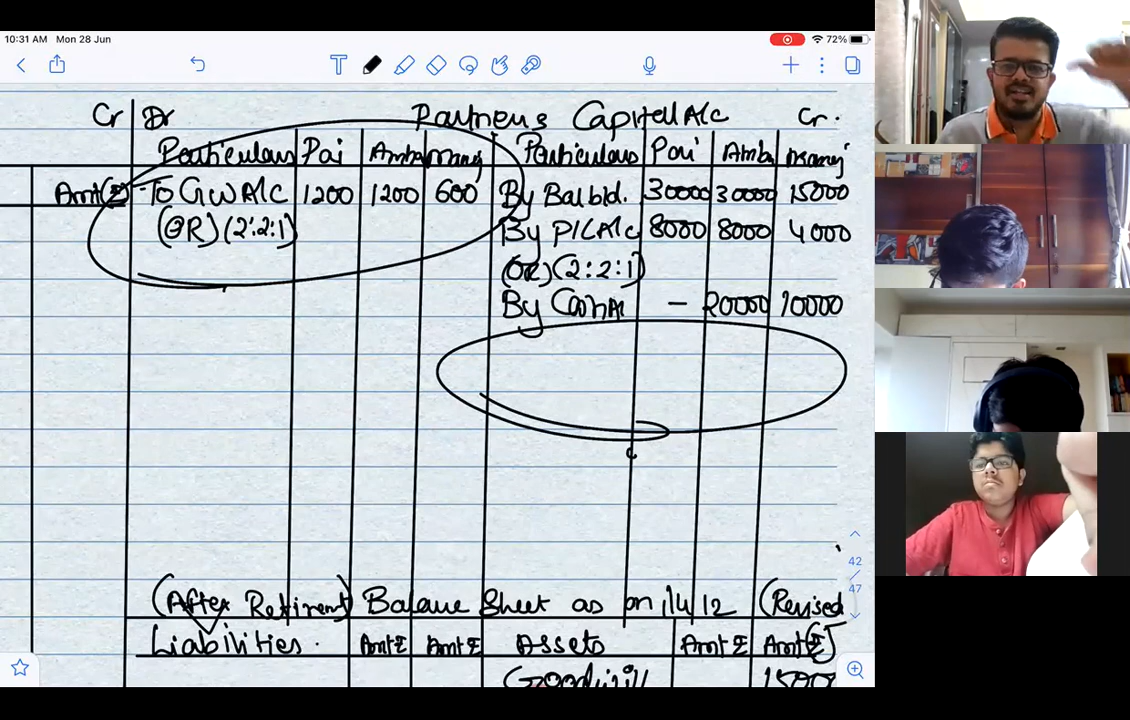 10:31 AM Mon 28 Jun
72%
Cr Dr Partners Capital A/c Cr.
Particulars Pai Amba Particulars Pai Amba
Amt(₹) To GW A/c 1200 1200 600 By Bal b/d. 30000 30000 15000
(OR) (2:2:1) By P/L A/c 8000 8000 4000
(OR) (2:2:1)
By Cash A/c — 20000 10000
42
47
(After Retirement) Balance Sheet as on 1/4/12 (Revised
Liabilities. Amt ₹ Amt ₹ Assets Amt ₹ Amt(₹)
Goodwill 15000